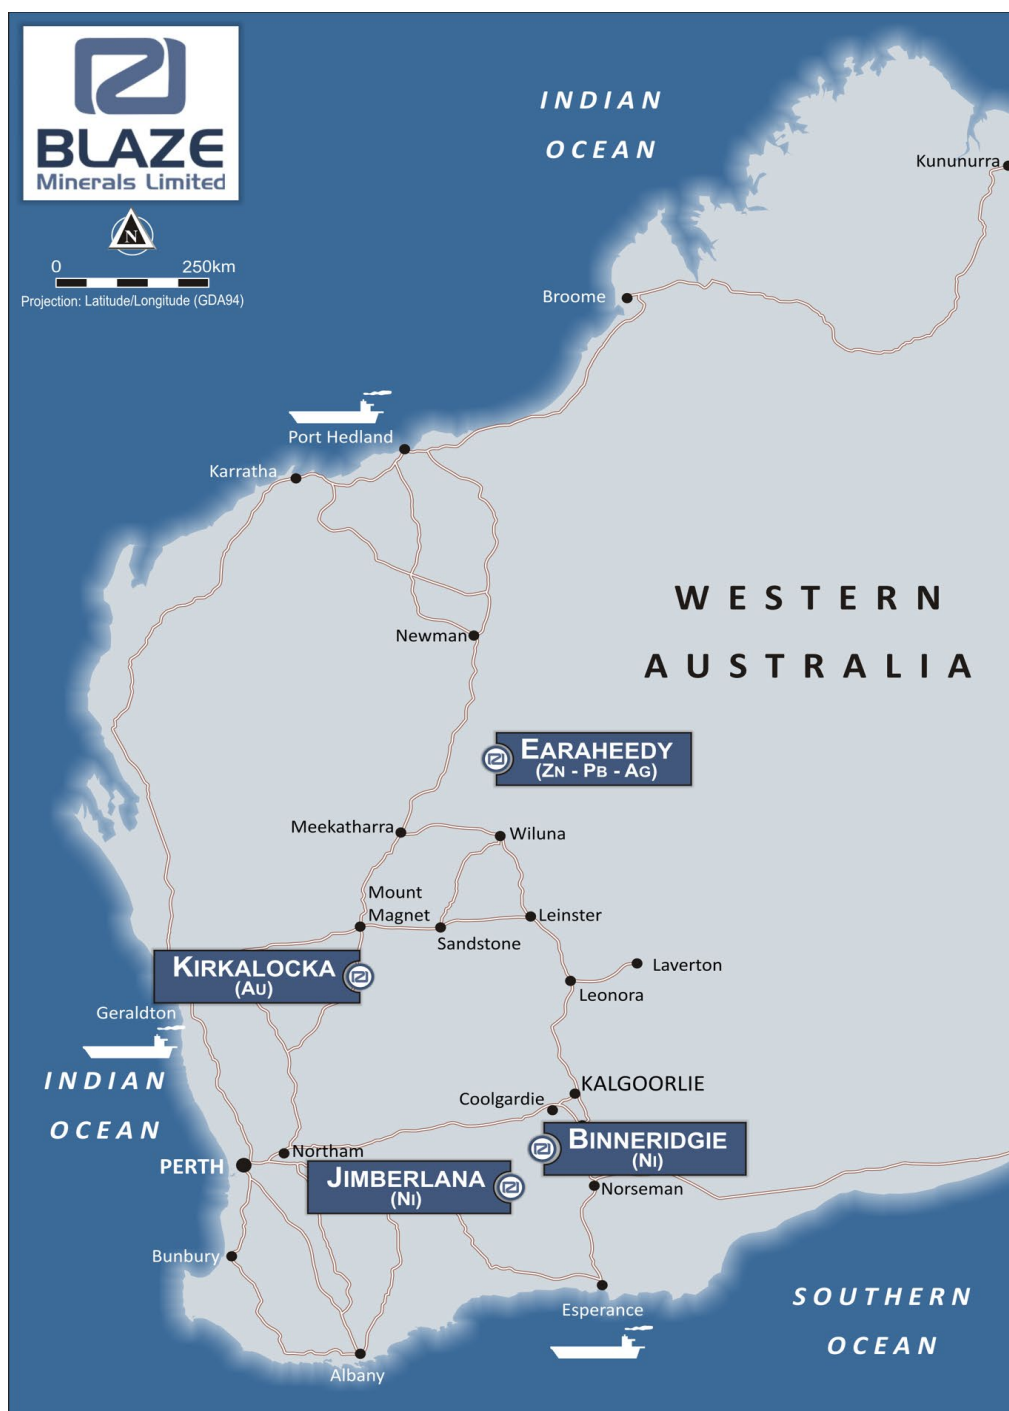 BLAZE
Minerals Limited
N
0 250km
Projection: Latitude/Longitude (GDA94)
INDIAN
OCEAN
Kununurra
Broome
Port Hedland
Karratha
WESTERN
AUSTRALIA
Newman
EARAHEEDY
(ZN - PB - AG)
Meekatharra
Wiluna
Mount
Magnet
Leinster
Sandstone
KIRKALOCKA
(AU)
Laverton
Leonora
Geraldton
INDIAN
OCEAN
KALGOORLIE
Coolgardie
BINNERIDGIE
(NI)
Northam
PERTH
JIMBERLANA
(NI)
Norseman
Bunbury
Esperance
SOUTHERN
OCEAN
Albany